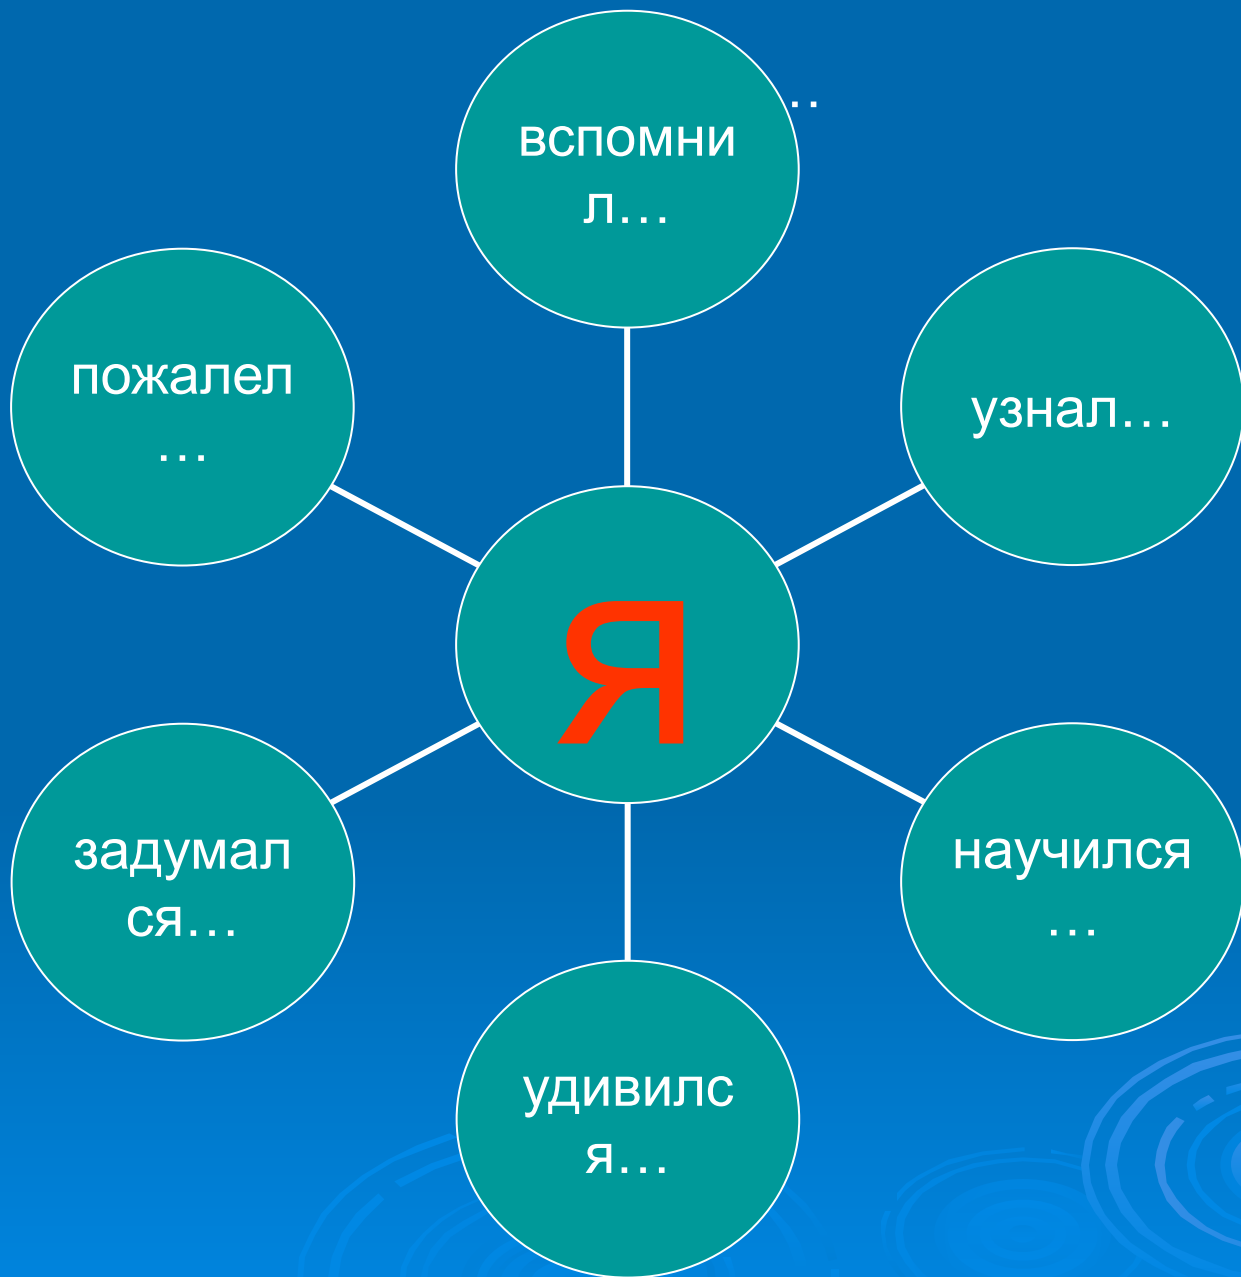 ..
вспомни
л…
пожалел
…
узнал…
Я
задумал
ся…
научился
…
удивилс
я…